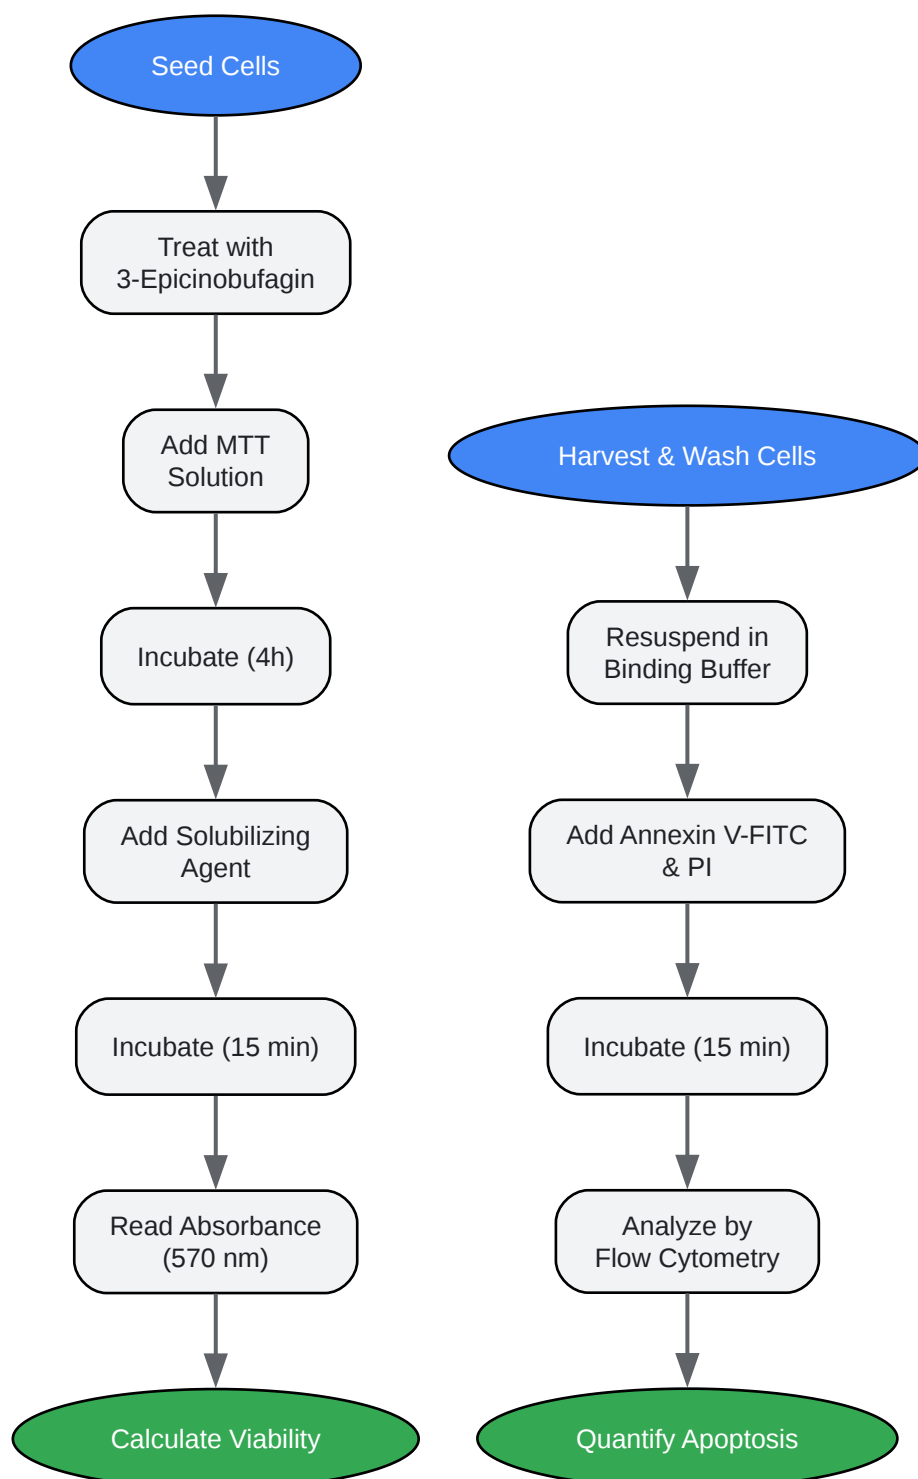 Seed Cells
Treat with
3-Epicinobufagin
Add MTT
Solution
Incubate (4h)
Add Solubilizing
Agent
Incubate (15 min)
Read Absorbance
(570 nm)
Calculate Viability
Harvest & Wash Cells
Resuspend in
Binding Buffer
Add Annexin V-FITC
& PI
Incubate (15 min)
Analyze by
Flow Cytometry
Quantify Apoptosis